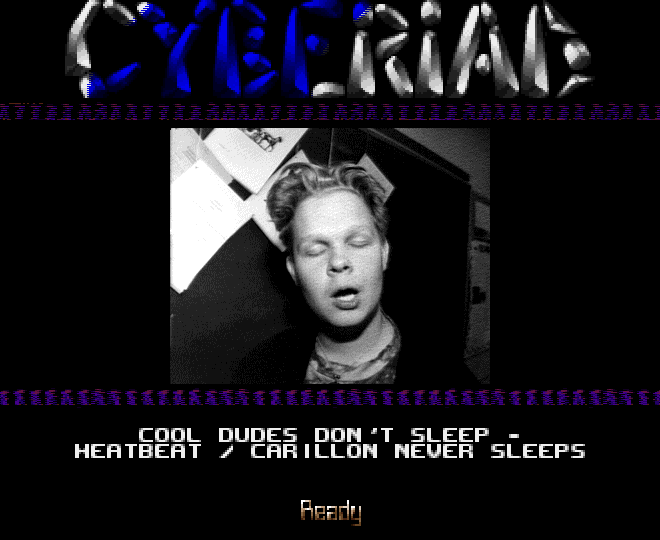 CYBERIAD
COOL DUDES DON'T SLEEP -
HEATBEAT / CARILLON NEVER SLEEPS
Ready